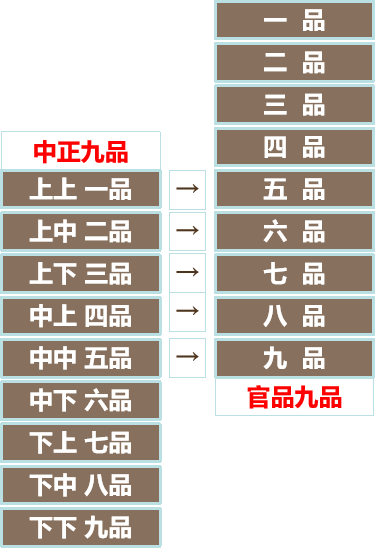 一 品
二 品
三 品
四 品
中正九品
上上 一品 → 五 品
上中 二品 → 六 品
上下 三品 → 七 品
中上 四品 → 八 品
中中 五品 → 九 品
中下 六品
官品九品
下上 七品
下中 八品
下下 九品